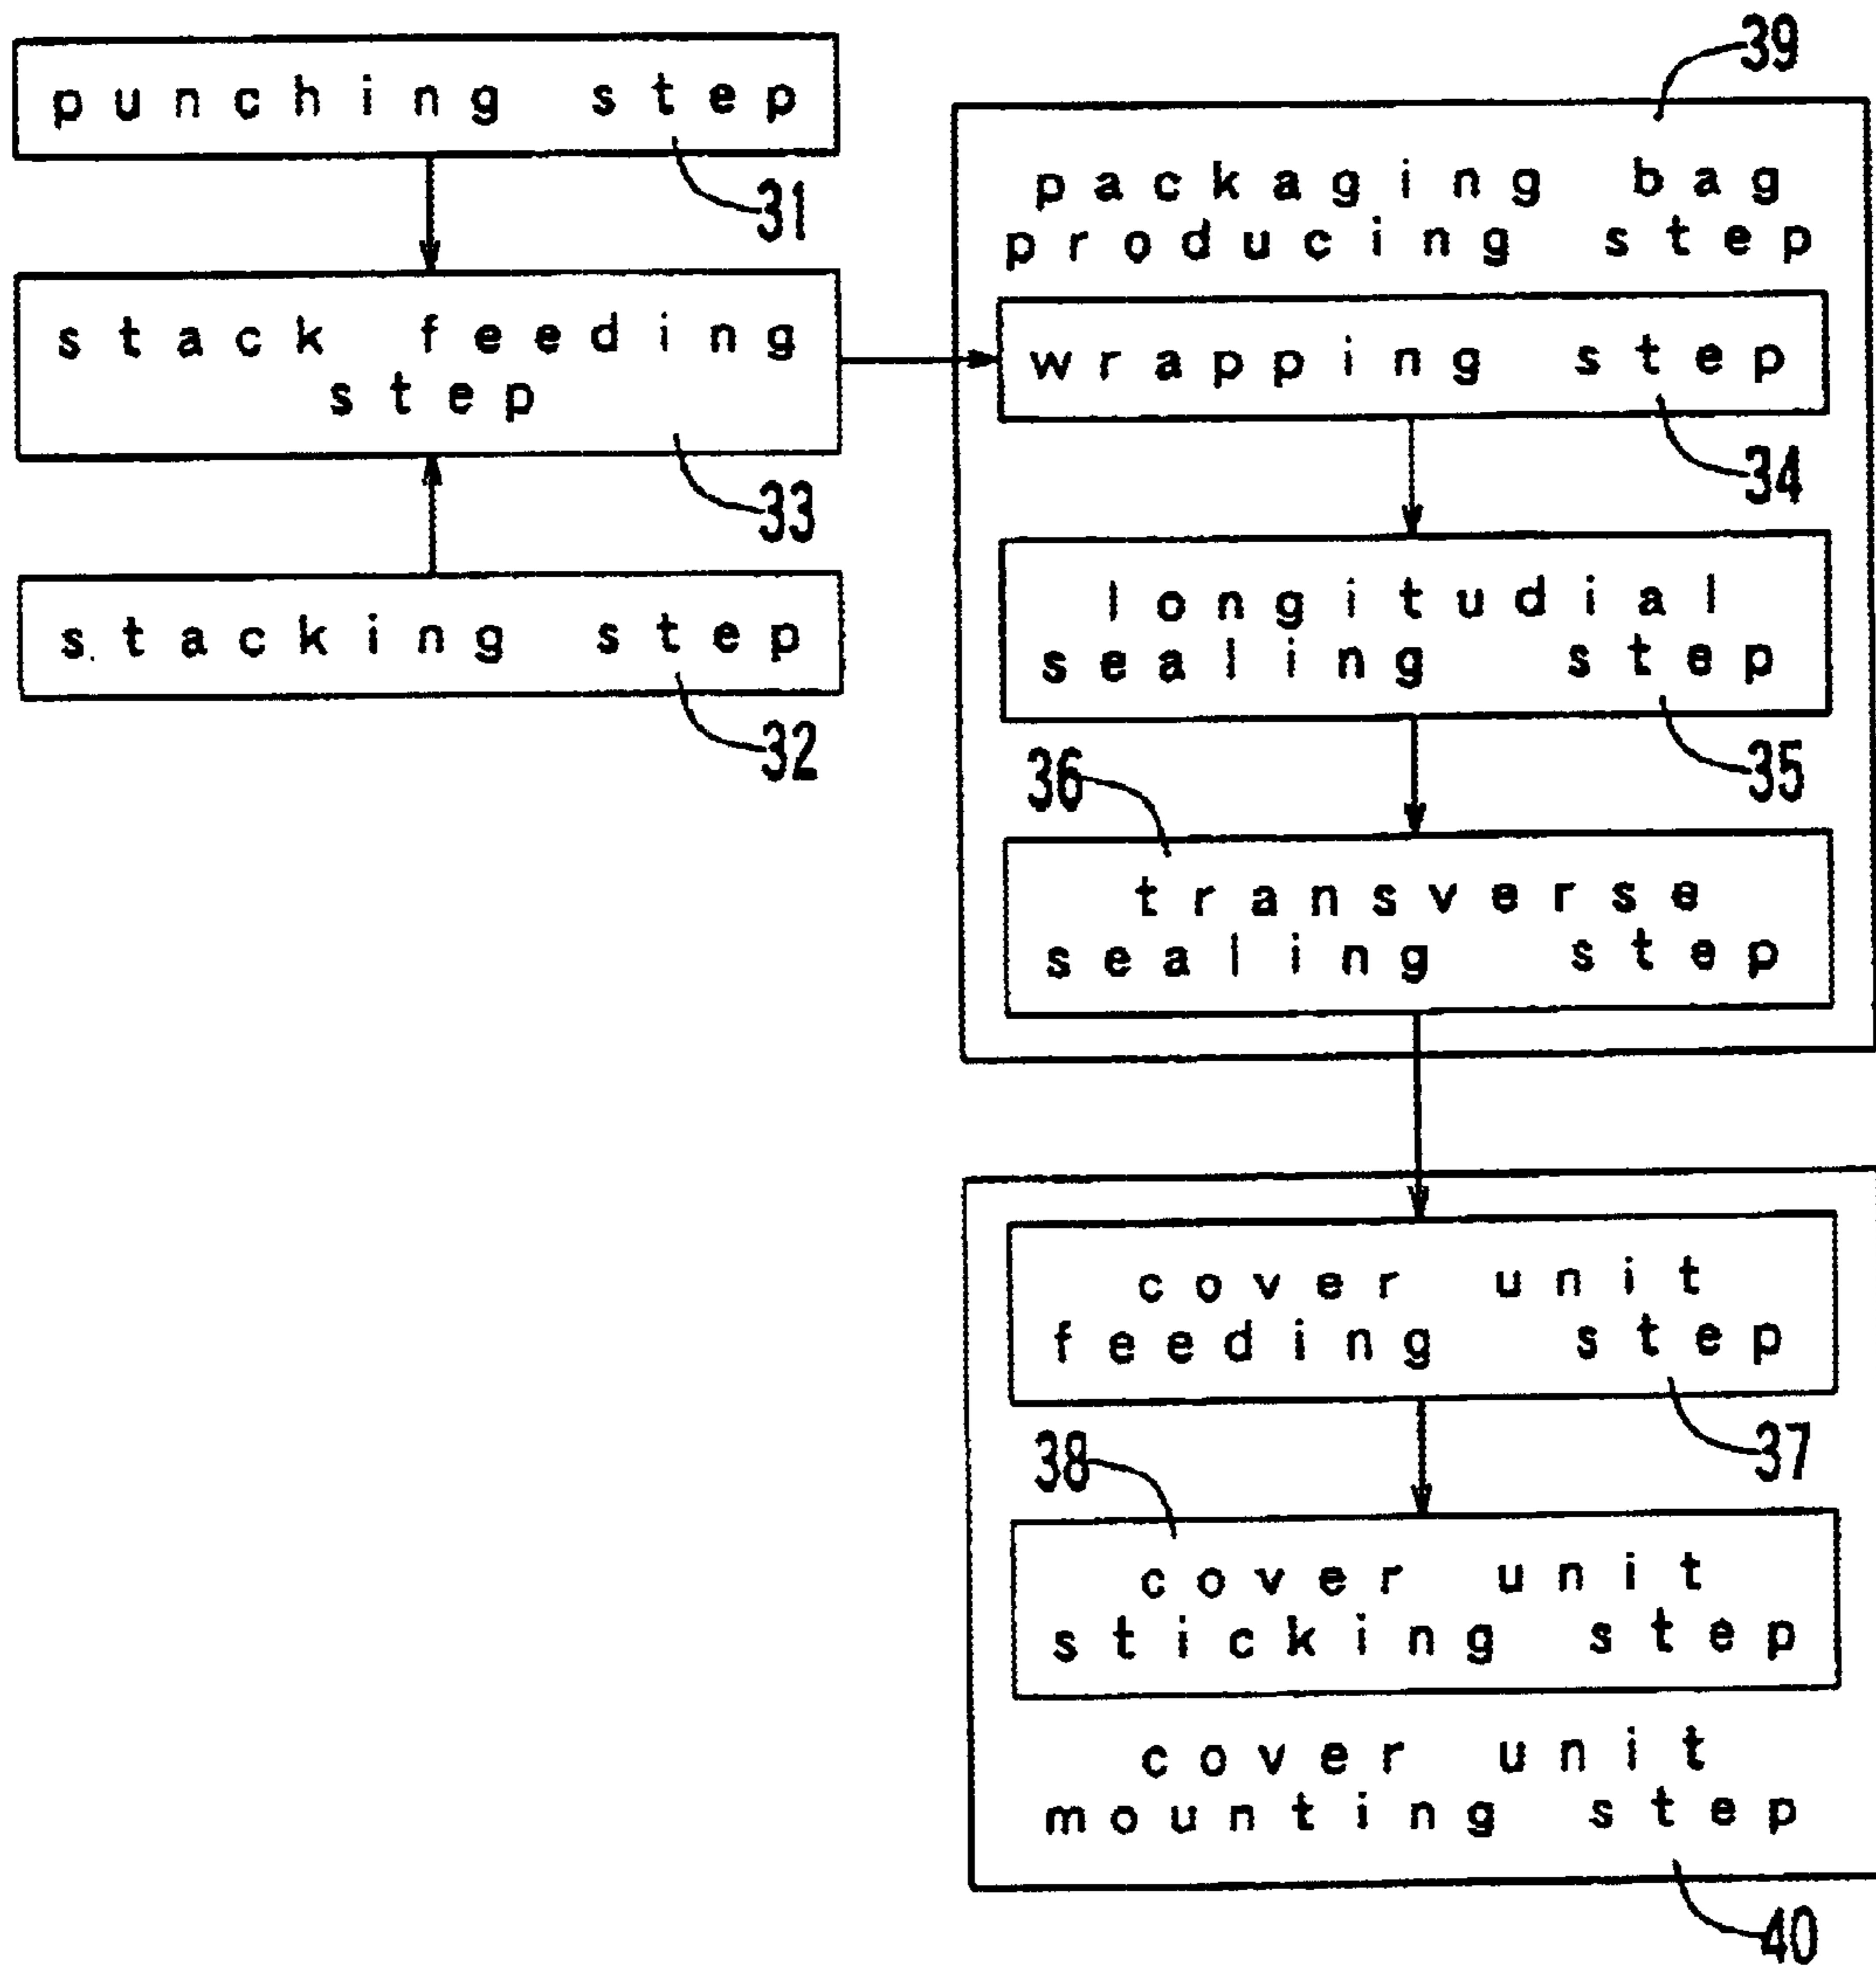 punching step
31
stack feeding
step
33
stacking step
32
39
packaging bag
producing step
wrapping step
34
longitudial
sealing step
35
36
transverse
sealing step
cover unit
feeding step
37
38
cover unit
sticking step
cover unit
mounting step
40